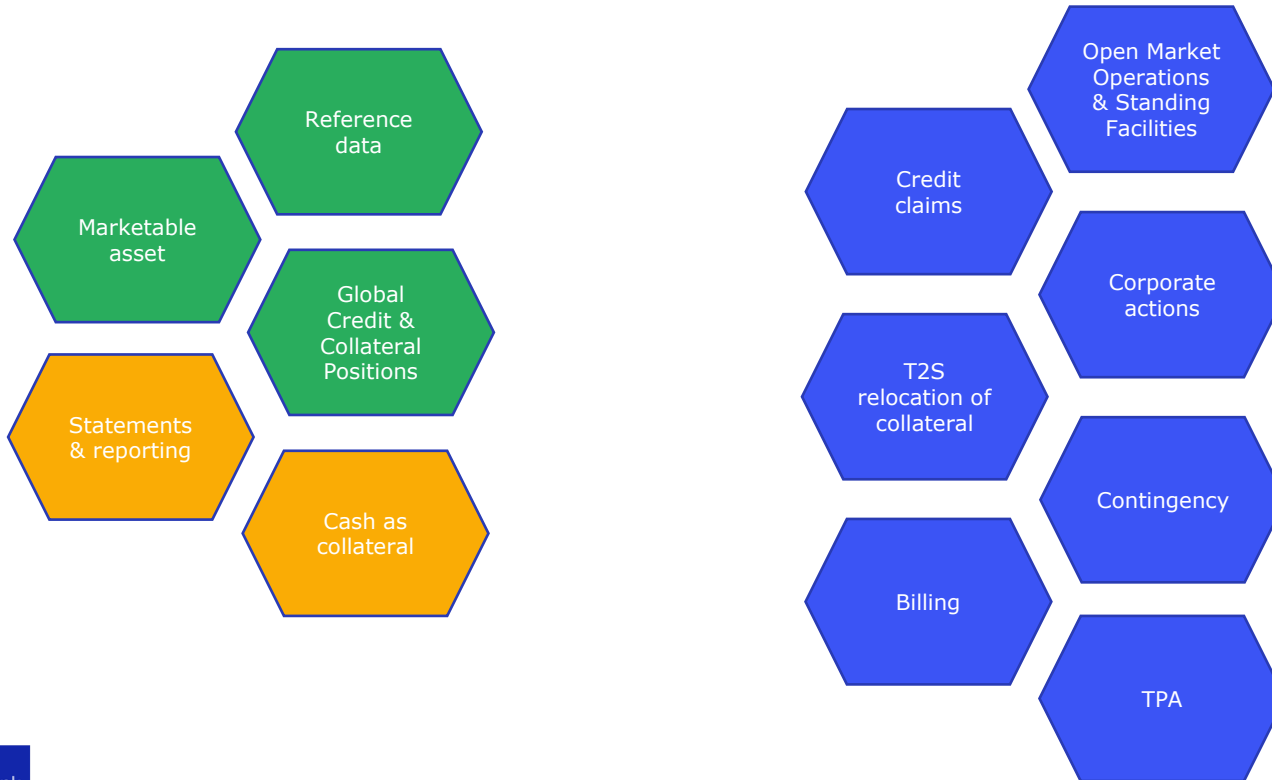 Reference
data
Marketable
asset
Global
Credit &
Collateral
Positions
Statements
& reporting
Cash as
collateral
Open Market
Operations
& Standing
Facilities
Credit
claims
Corporate
actions
T2S
relocation of
collateral
Contingency
Billing
TPA